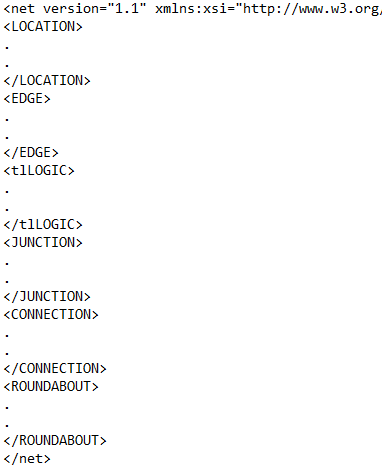 <net version="1.1" xmlns:xsi="http://www.w3.org/
<LOCATION>
.
.
</LOCATION>
<EDGE>
.
.
</EDGE>
<tlLOGIC>
.
.
</tlLOGIC>
<JUNCTION>
.
.
</JUNCTION>
<CONNECTION>
.
.
</CONNECTION>
<ROUNDABOUT>
.
.
</ROUNDABOUT>
</net>